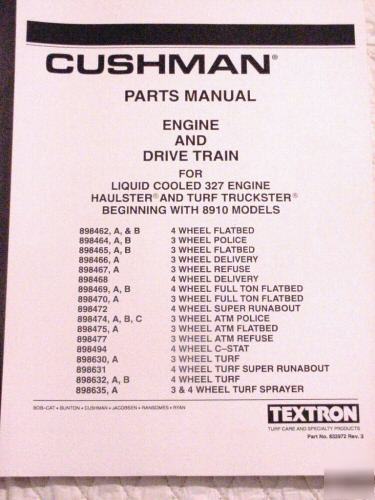 CUSHMAN®
PARTS MANUAL
ENGINE
AND
DRIVE TRAIN
FOR
LIQUID COOLED 327 ENGINE
HAULSTER® AND TURF TRUCKSTER®
BEGINNING WITH 8910 MODELS
898462, A, & B 4 WHEEL FLATBED
898464, A, B 3 WHEEL POLICE
898465, A, B 3 WHEEL FLATBED
898466, A 3 WHEEL DELIVERY
898467, A 3 WHEEL REFUSE
898468 4 WHEEL DELIVERY
898469, A, B 4 WHEEL FULL TON FLATBED
898470, A 3 WHEEL FULL TON FLATBED
898472 4 WHEEL SUPER RUNABOUT
898474, A, B, C 3 WHEEL ATM POLICE
898475, A 3 WHEEL ATM FLATBED
898477 3 WHEEL ATM REFUSE
898494 4 WHEEL C-STAT
898630, A 3 WHEEL TURF
898631 4 WHEEL TURF SUPER RUNABOUT
898632, A, B 4 WHEEL TURF
898635, A 3 & 4 WHEEL TURF SPRAYER
BOB-CAT • BUNTON • CUSHMAN • JACOBSEN • RANSOMES • RYAN
TEXTRON
TURF CARE AND SPECIALTY PRODUCTS
Part No. 832972 Rev. 3